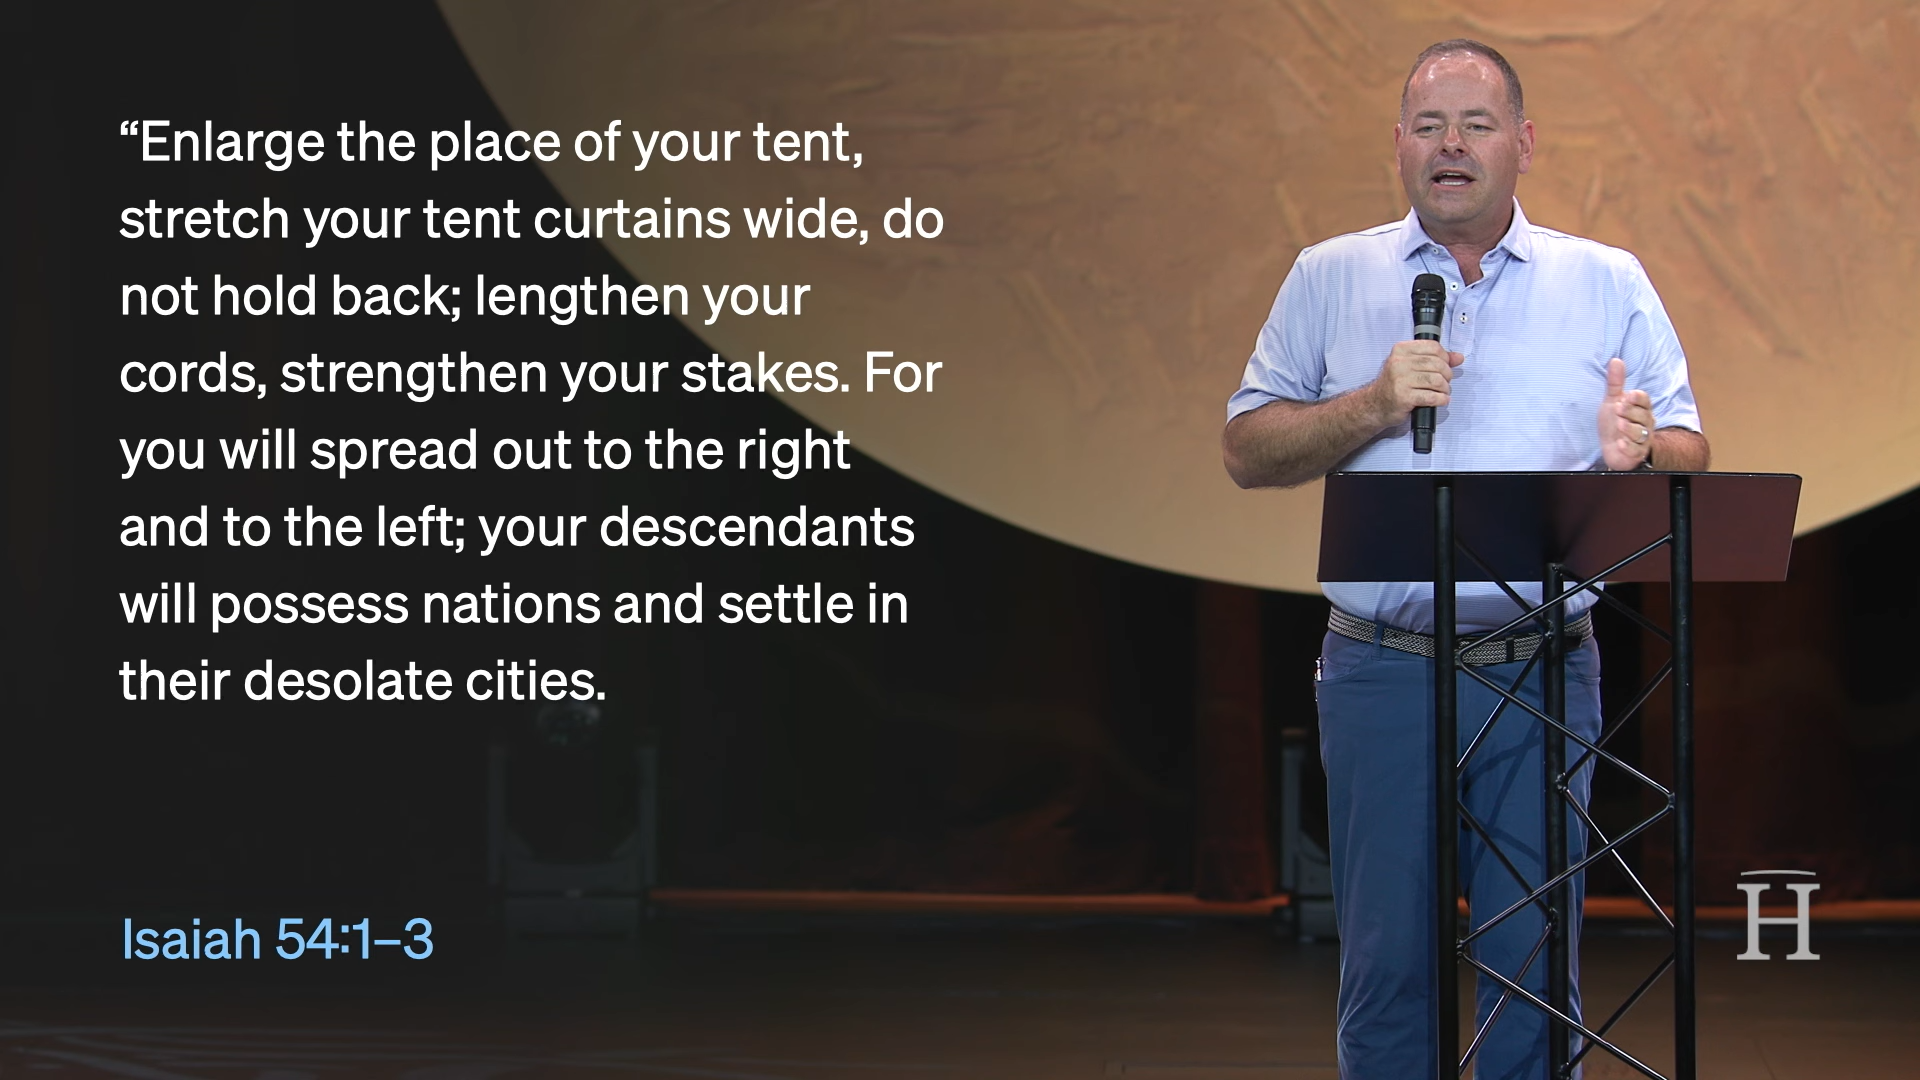 “Enlarge the place of your tent,
stretch your tent curtains wide, do
not hold back; lengthen your
cords, strengthen your stakes. For
you will spread out to the right
and to the left; your descendants
will possess nations and settle in
their desolate cities.
Isaiah 54:1–3
H